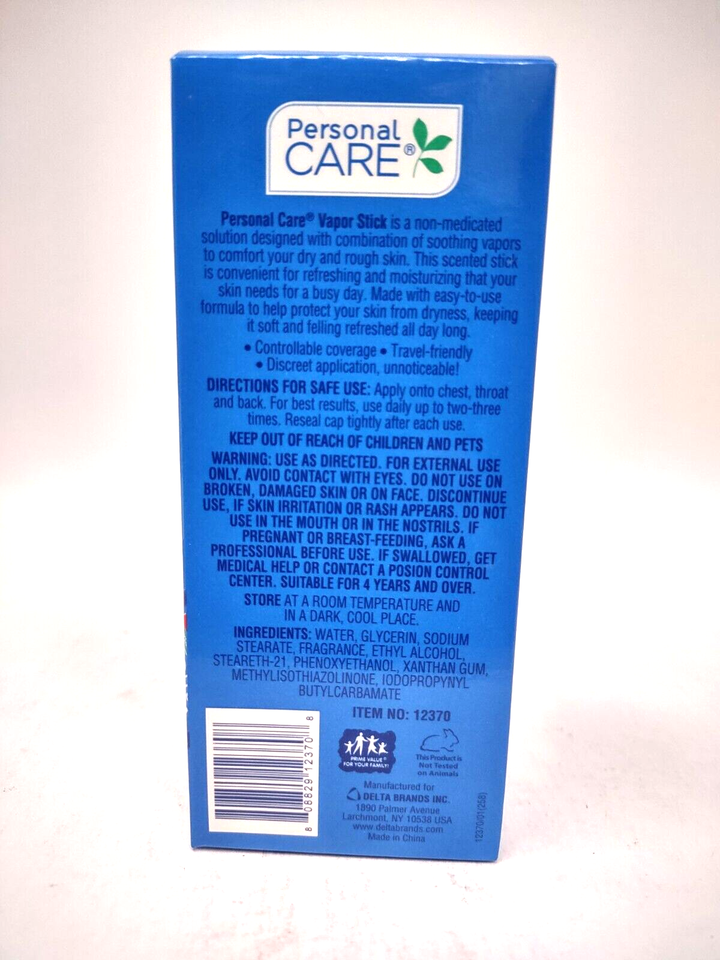 Personal
CARE®
Personal Care® Vapor Stick is a non-medicated
solution designed with combination of soothing vapors
to comfort your dry and rough skin. This scented stick
is convenient for refreshing and moisturizing that your
skin needs for a busy day. Made with easy-to-use
formula to help protect your skin from dryness, keeping
it soft and felling refreshed all day long.
• Controllable coverage • Travel-friendly
• Discreet application, unnoticeable!
DIRECTIONS FOR SAFE USE: Apply onto chest, throat
and back. For best results, use daily up to two-three
times. Reseal cap tightly after each use.
KEEP OUT OF REACH OF CHILDREN AND PETS
WARNING: USE AS DIRECTED. FOR EXTERNAL USE
ONLY. AVOID CONTACT WITH EYES. DO NOT USE ON
BROKEN, DAMAGED SKIN OR ON FACE. DISCONTINUE
USE, IF SKIN IRRITATION OR RASH APPEARS. DO NOT
USE IN THE MOUTH OR IN THE NOSTRILS. IF
PREGNANT OR BREAST-FEEDING, ASK A
PROFESSIONAL BEFORE USE. IF SWALLOWED, GET
MEDICAL HELP OR CONTACT A POSION CONTROL
CENTER. SUITABLE FOR 4 YEARS AND OVER.
STORE AT A ROOM TEMPERATURE AND
IN A DARK, COOL PLACE.
INGREDIENTS: WATER, GLYCERIN, SODIUM
STEARATE, FRAGRANCE, ETHYL ALCOHOL,
STEARETH-21, PHENOXYETHANOL, XANTHAN GUM,
METHYLISOTHIAZOLINONE, IODOPROPYNYL
BUTYLCARBAMATE
ITEM NO: 12370
8 08829 12370 8
PRIME VALUE®
FOR YOUR FAMILY!
This Product is
Not Tested
on Animals
Manufactured for
DELTA BRANDS INC.
1890 Palmer Avenue
Larchmont, NY 10538 USA
www.deltabrands.com
Made in China
12370/01(258)